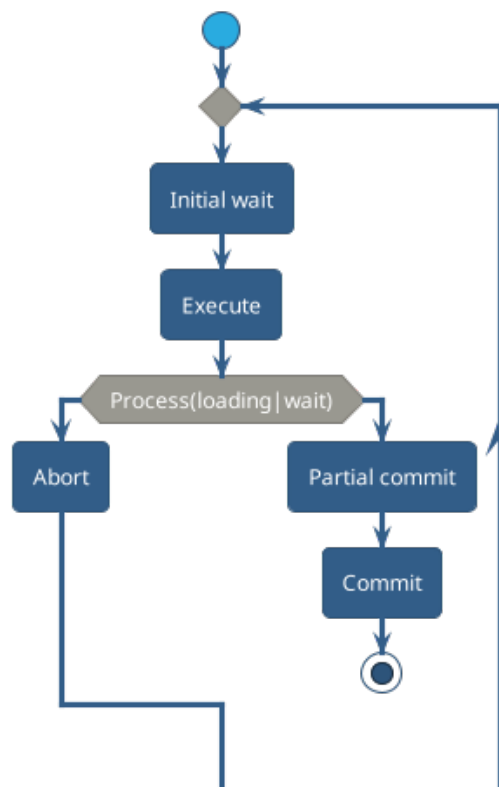 Initial wait
Execute
Process(loading|wait)
Abort
Partial commit
Commit